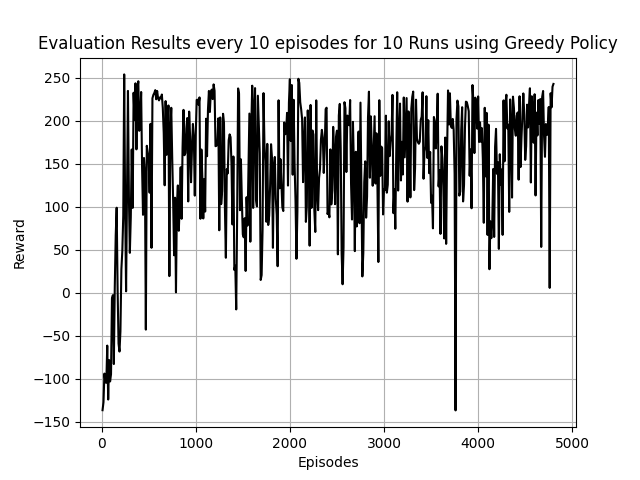 Evaluation Results every 10 episodes for 10 Runs using Greedy Policy
250
200
150
100
50
0
−50
−100
−150
Reward
0 1000 2000 3000 4000 5000
Episodes